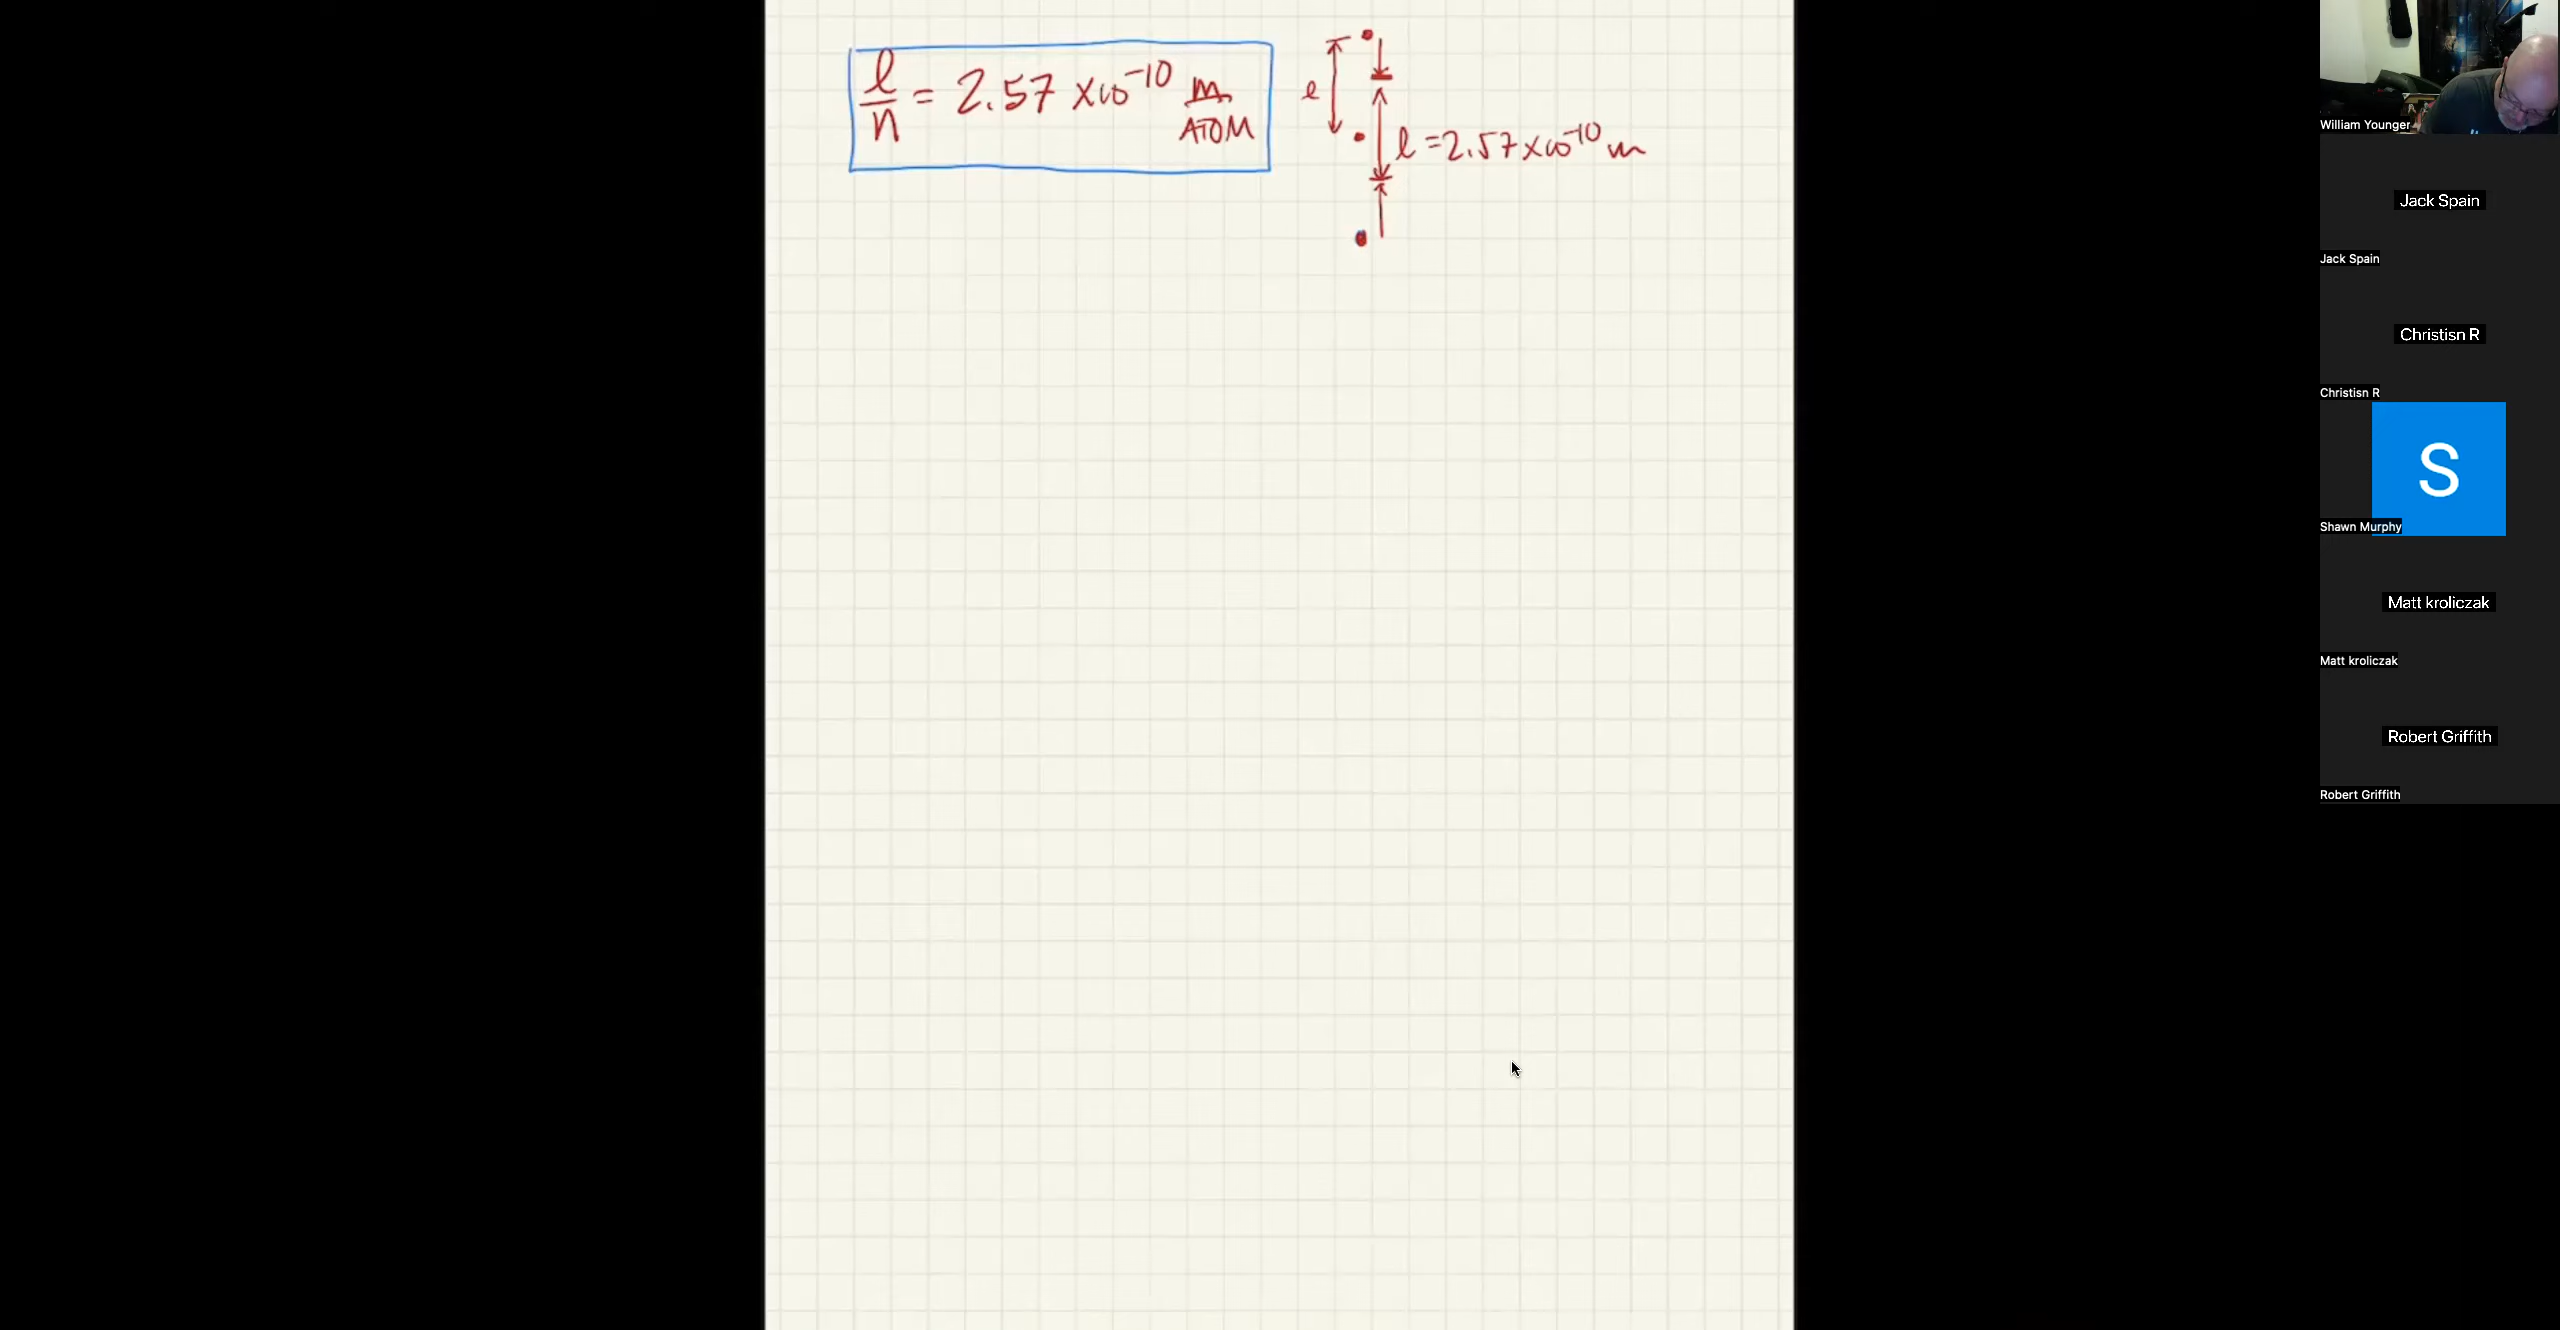 l/n = 2.57 x10^-10 m/ATOM
l
l = 2.57 x10^-10 m
William Younger
Jack Spain
Jack Spain
Christisn R
Christisn R
S
Shawn Murphy
Matt kroliczak
Matt kroliczak
Robert Griffith
Robert Griffith